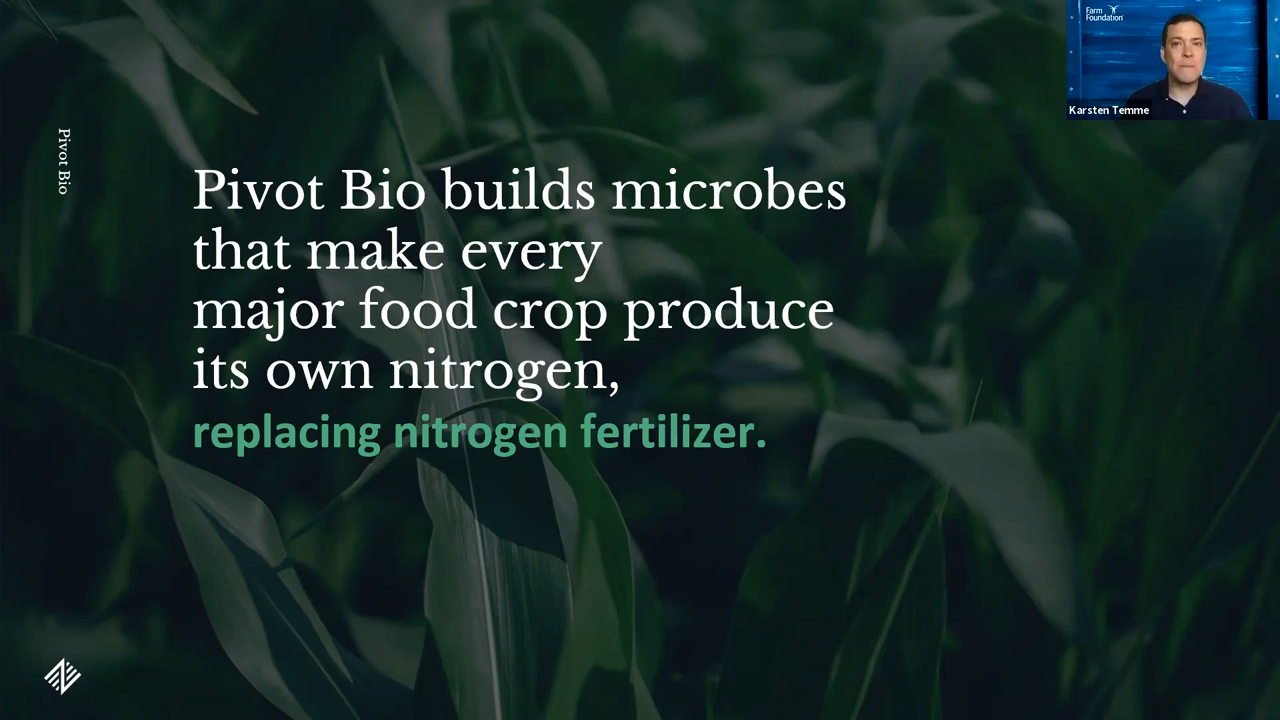 Farm
Foundation
Karsten Temme
Pivot Bio
Pivot Bio builds microbes
that make every
major food crop produce
its own nitrogen,
replacing nitrogen fertilizer.